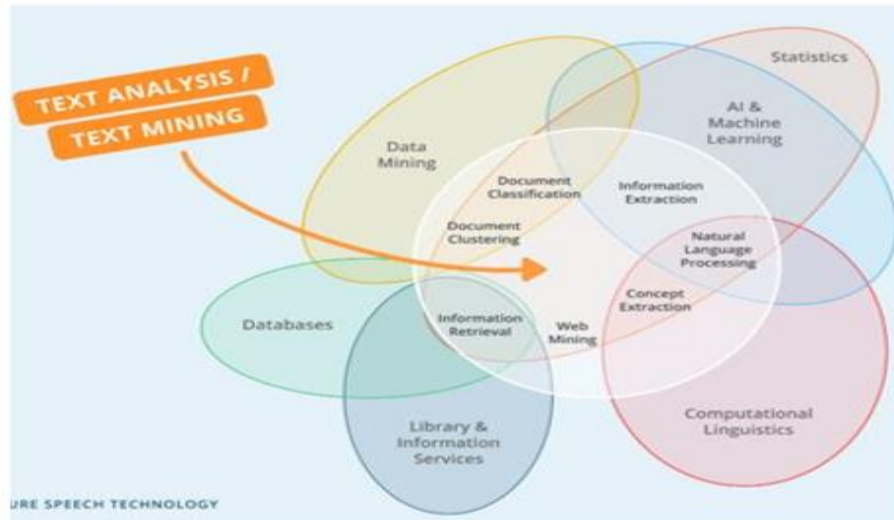 TEXT ANALYSIS /
TEXT MINING
Statistics
AI &
Machine
Learning
Data
Mining
Document
Classification
Information
Extraction
Document
Clustering
Natural
Language
Processing
Concept
Extraction
Databases
Information
Retrieval
Web
Mining
Library &
Information
Services
Computational
Linguistics
URE SPEECH TECHNOLOGY